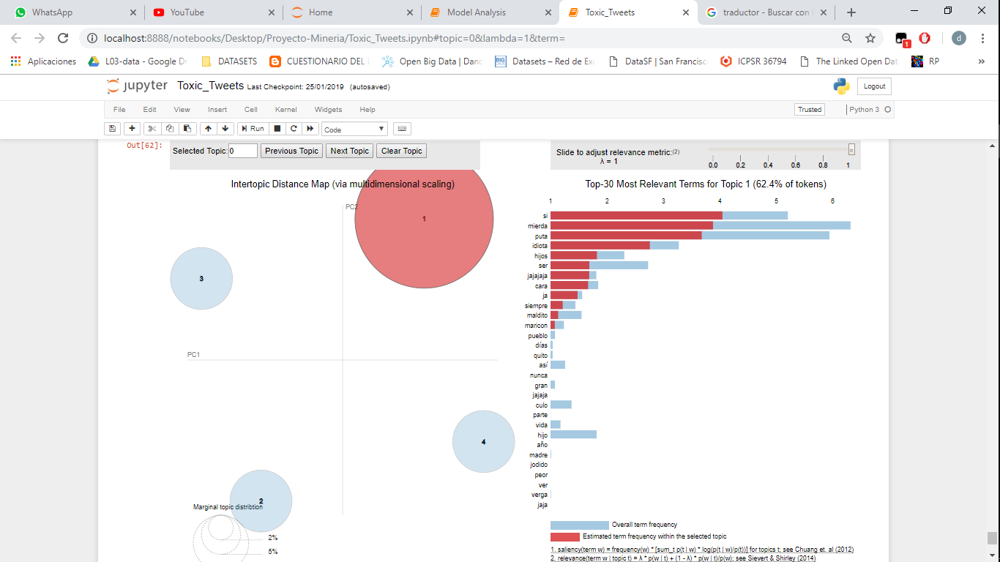 WhatsApp
YouTube
Home
Model Analysis
Toxic_Tweets
traductor - Buscar con G
localhost:8888/notebooks/Desktop/Proyecto-Mineria/Toxic_Tweets.ipynb#topic=0&lambda=1&term=
1
d
Aplicaciones
L03-data - Google Dr
DATASETS
CUESTIONARIO DEL
Open Big Data | Danc
Datasets – Red de Ex
DataSF | San Francisc
ICPSR 36794
The Linked Open Dat
RP
»
jupyter Toxic_Tweets Last Checkpoint: 25/01/2019 (autosaved)
Logout
File Edit View Insert Cell Kernel Widgets Help
Trusted
Python 3
Run
Code
Out[62]:
Selected Topic: 0 Previous Topic Next Topic Clear Topic
Slide to adjust relevance metric:(2)
λ = 1
0.0 0.2 0.4 0.6 0.8 1
Intertopic Distance Map (via multidimensional scaling)
PC2
1
3
PC1
4
2
Marginal topic distribtion
2%
5%
Top-30 Most Relevant Terms for Topic 1 (62.4% of tokens)
1 2 3 4 5 6
si
mierda
puta
idiota
hijos
ser
jajajaja
cara
ja
siempre
maldito
maricon
pueblo
días
quito
así
nunca
gran
jajaja
culo
parte
vida
hijo
año
madre
jodido
peor
ver
verga
jaja
Overall term frequency
Estimated term frequency within the selected topic
1. saliency(term w) = frequency(w) * [sum_t p(t | w) * log(p(t | w)/p(t))] for topics t; see Chuang et. al (2012)
2. relevance(term w | topic t) = λ * p(w | t) + (1 - λ) * p(w | t)/p(w); see Sievert & Shirley (2014)